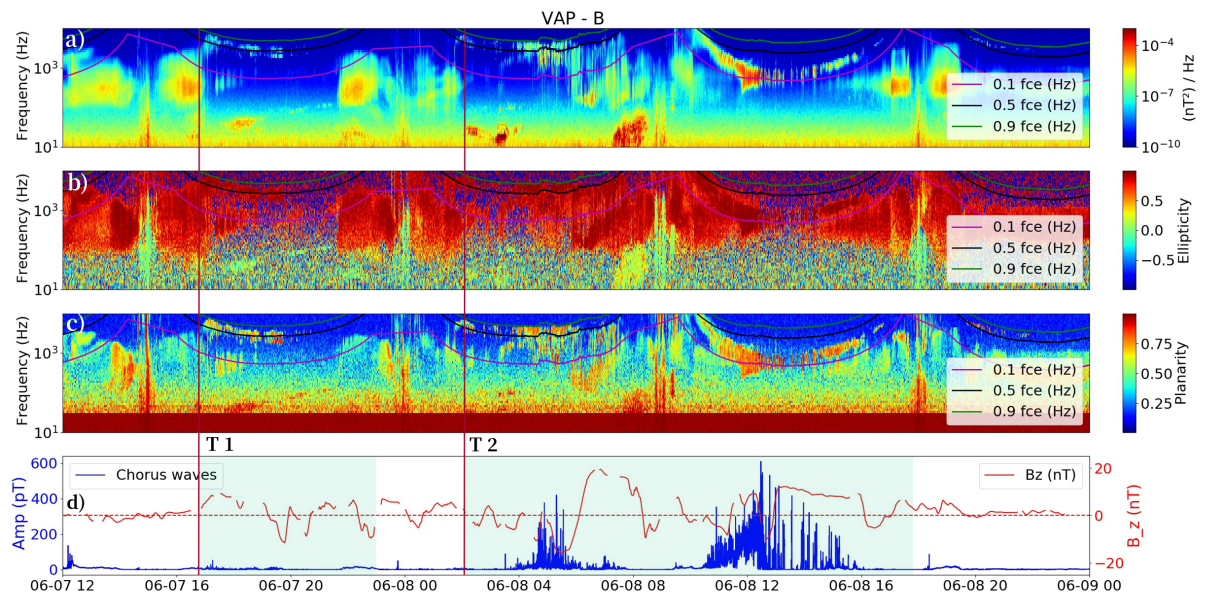 VAP - B
a)
Frequency (Hz)
10³
10¹
0.1 fce (Hz)
0.5 fce (Hz)
0.9 fce (Hz)
10⁻⁴
10⁻⁷
10⁻¹⁰
(nT²) / Hz
b)
Frequency (Hz)
10³
10¹
0.1 fce (Hz)
0.5 fce (Hz)
0.9 fce (Hz)
0.5
0.0
−0.5
Ellipticity
c)
Frequency (Hz)
10³
10¹
0.1 fce (Hz)
0.5 fce (Hz)
0.9 fce (Hz)
0.75
0.50
0.25
Planarity
T 1
T 2
d)
Amp (pT)
600
400
200
0
Chorus waves
Bz (nT)
20
0
−20
B_z (nT)
06-07 12
06-07 16
06-07 20
06-08 00
06-08 04
06-08 08
06-08 12
06-08 16
06-08 20
06-09 00